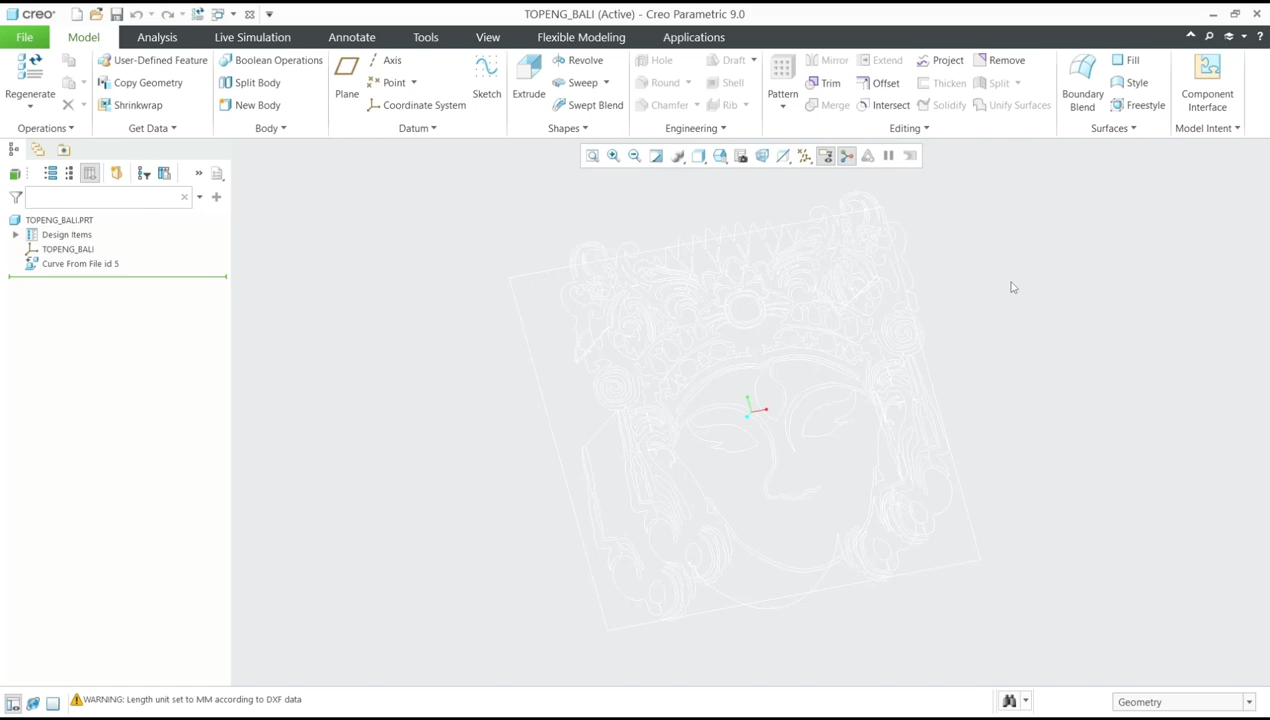 creo
TOPENG_BALI (Active) - Creo Parametric 9.0
File
Model
Analysis
Live Simulation
Annotate
Tools
View
Flexible Modeling
Applications
Regenerate
Operations
User-Defined Feature
Copy Geometry
Shrinkwrap
Get Data
Boolean Operations
Split Body
New Body
Body
Plane
Axis
Point
Coordinate System
Sketch
Datum
Extrude
Revolve
Sweep
Swept Blend
Shapes
Hole
Round
Chamfer
Draft
Shell
Rib
Engineering
Pattern
Mirror
Trim
Merge
Extend
Offset
Intersect
Project
Thicken
Solidify
Remove
Split
Unify Surfaces
Editing
Boundary
Blend
Fill
Style
Freestyle
Surfaces
Component
Interface
Model Intent
TOPENG_BALI.PRT
Design Items
TOPENG_BALI
Curve From File id 5
WARNING: Length unit set to MM according to DXF data
Geometry